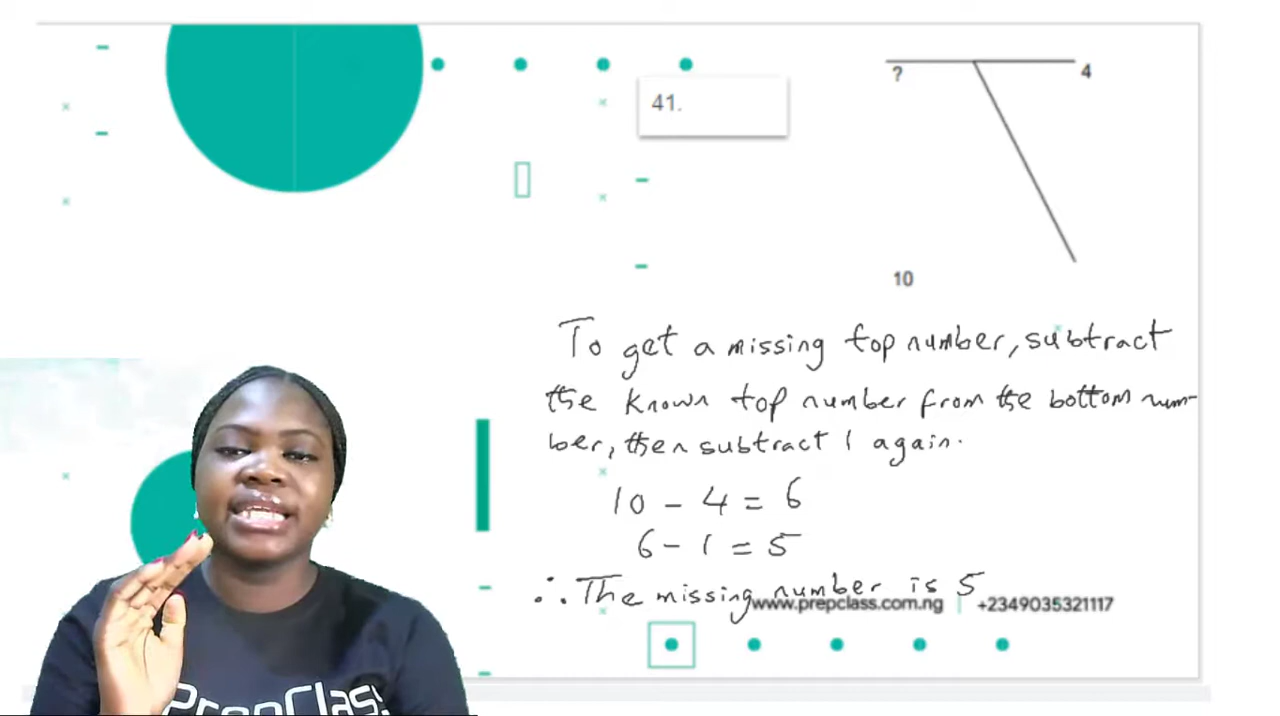 41.
? 4
10
To get a missing top number, subtract
the known top number from the bottom num-
ber, then subtract 1 again.
10 - 4 = 6
6 - 1 = 5
∴ The missing number is 5
www.prepclass.com.ng | +2349035321117
PrepClass